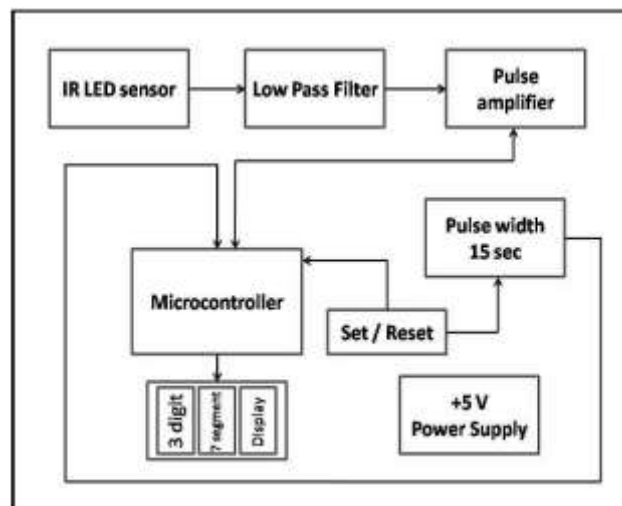 IR LED sensor
Low Pass Filter
Pulse
amplifier
Pulse width
15 sec
Microcontroller
Set / Reset
3 digit
7 segment
Display
+5 V
Power Supply